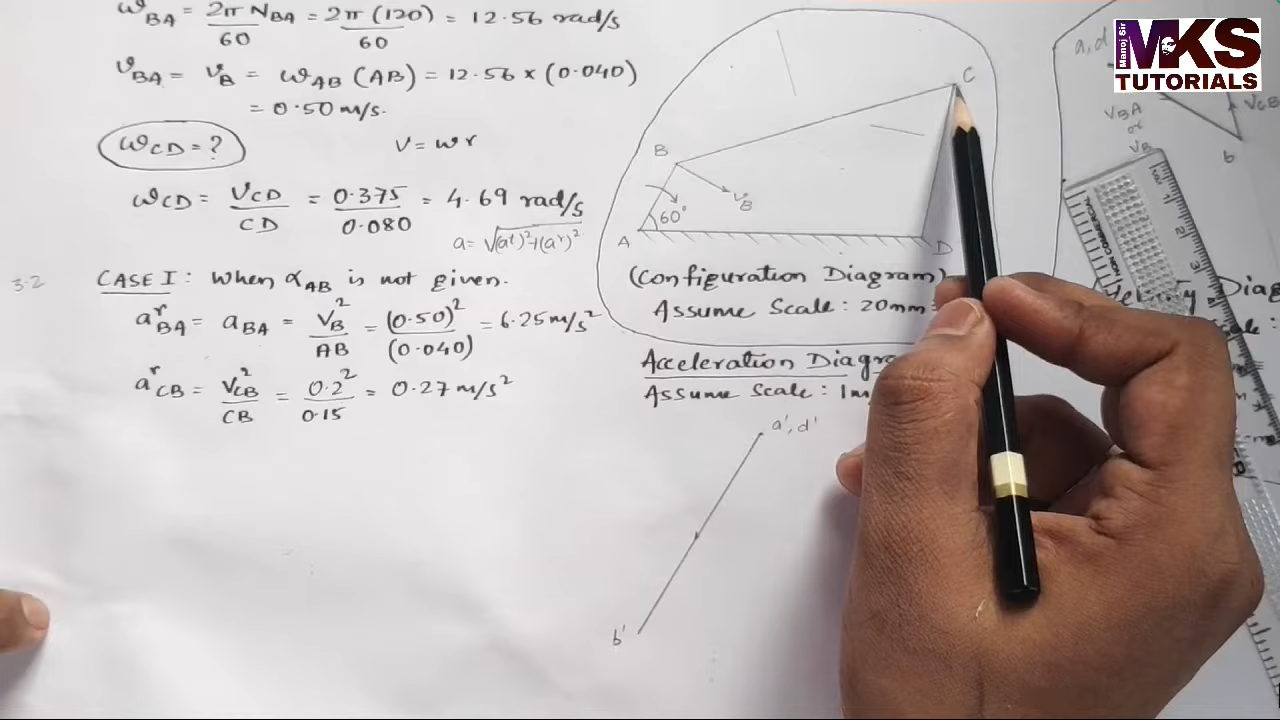 ω_BA = 2π N_BA / 60 = 2π (120) / 60 = 12.56 rad/s
v_BA = v_B = ω_AB (AB) = 12.56 × (0.040)
= 0.50 m/s.
ω_CD = ?
v = ω r
ω_CD = V_CD / CD = 0.375 / 0.080 = 4.69 rad/s
a = √(a^t)² + (a^r)²
3.2 CASE I : When α_AB is not given.
a^r_BA = a_BA = V_B² / AB = (0.50)² / (0.040) = 6.25 m/s²
a^r_CB = V_CB² / CB = 0.2² / 0.15 = 0.27 m/s²
C
B
V_B
60°
A
D
(Configuration Diagram)
Assume Scale : 20mm =
Acceleration Diagra
Assume Scale : 1m
a', d'
b'
a, d
V_CB
V_BA
or
V_B
b
Diag
Manoj Sir
MKS
TUTORIALS